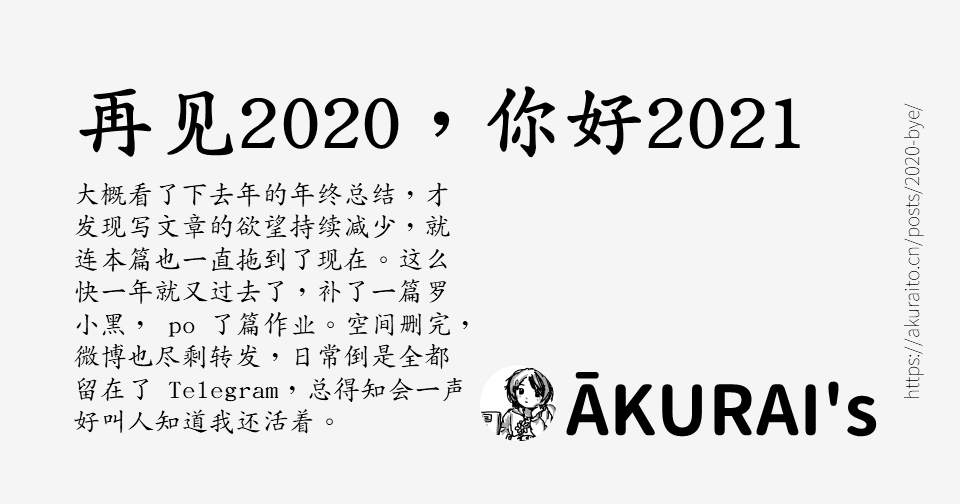 再见2020，你好2021
大概看了下去年的年终总结，才
发现写文章的欲望持续减少，就
连本篇也一直拖到了现在。这么
快一年就又过去了，补了一篇罗
小黑， po 了篇作业。空间删完，
微博也尽剩转发，日常倒是全都
留在了 Telegram，总得知会一声
好叫人知道我还活着。
ĀKURAI's
https://akuraito.cn/posts/2020-bye/